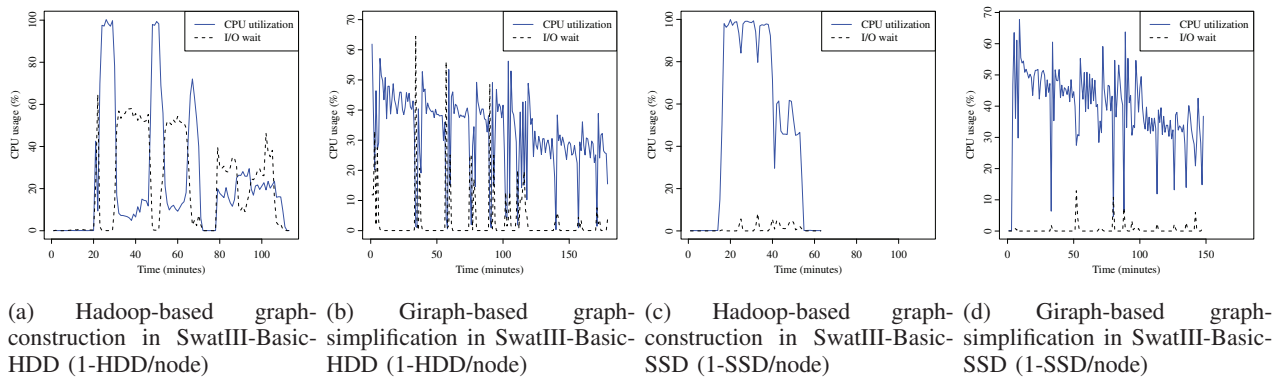 CPU utilization
I/O wait
CPU usage (%)
0 20 40 60 80 100
0 20 40 60 80 100
Time (minutes)
CPU utilization
I/O wait
CPU usage (%)
0 10 20 30 40 50 60 70
0 50 100 150
Time (minutes)
CPU utilization
I/O wait
CPU usage (%)
0 20 40 60 80 100
0 20 40 60 80 100
Time (minutes)
CPU utilization
I/O wait
CPU usage (%)
0 10 20 30 40 50 60 70
0 50 100 150
Time (minutes)
(a) Hadoop-based graph-
construction in SwatIII-Basic-
HDD (1-HDD/node)
(b) Giraph-based graph-
simplification in SwatIII-Basic-
HDD (1-HDD/node)
(c) Hadoop-based graph-
construction in SwatIII-Basic-
SSD (1-SSD/node)
(d) Giraph-based graph-
simplification in SwatIII-Basic-
SSD (1-SSD/node)